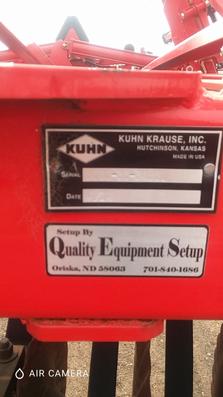 KUHN
KUHN KRAUSE, INC.
HUTCHINSON, KANSAS
MADE IN USA
SERIAL
DATE
Setup By
Quality Equipment Setup
Oriska, ND 58063 701-840-1686
AIR CAMERA